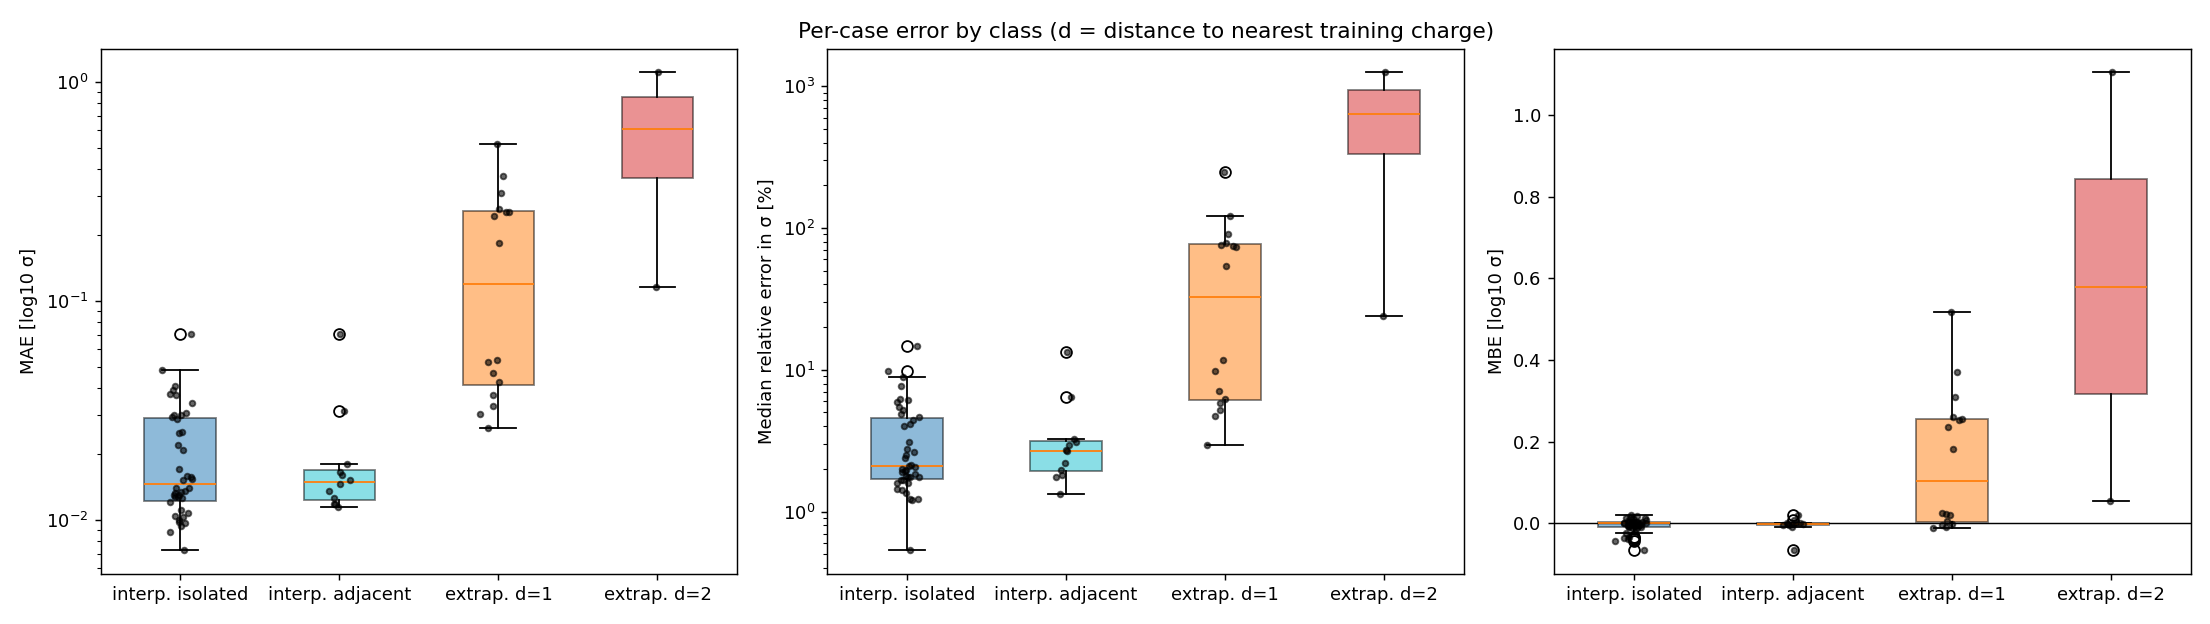 Per-case error by class (d = distance to nearest training charge)
MAE [log10 σ]
10⁰
10⁻¹
10⁻²
interp. isolated
interp. adjacent
extrap. d=1
extrap. d=2
Median relative error in σ [%]
10³
10²
10¹
10⁰
interp. isolated
interp. adjacent
extrap. d=1
extrap. d=2
MBE [log10 σ]
1.0
0.8
0.6
0.4
0.2
0.0
interp. isolated
interp. adjacent
extrap. d=1
extrap. d=2